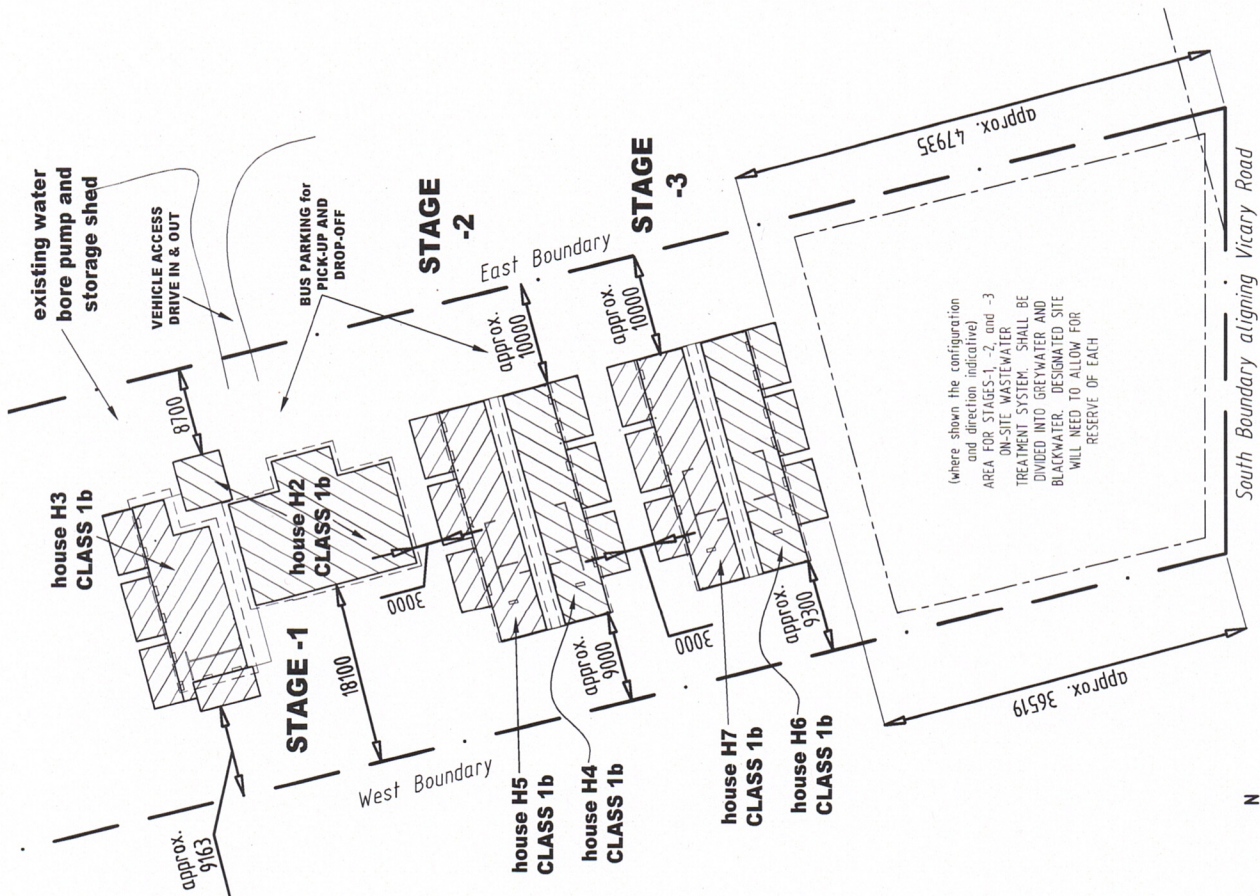 existing water
bore pump and
storage shed
VEHICLE ACCESS
DRIVE IN & OUT
BUS PARKING for
PICK-UP AND
DROP-OFF
STAGE
-2
East Boundary
STAGE
-3
approx. 47935
house H3
CLASS 1b
8700
house H2
CLASS 1b
approx.
10000
approx.
10000
3000
STAGE -1
18100
approx.
9000
3000
approx.
9300
(where shown the configuration
and direction indicative)
AREA FOR STAGES-1, -2, and -3
ON-SITE WASTEWATER
TREATMENT SYSTEM. SHALL BE
DIVIDED INTO GREYWATER AND
BLACKWATER. DESIGNATED SITE
WILL NEED TO ALLOW FOR
RESERVE OF EACH
South Boundary aligning Vicary Road
approx. 36519
West Boundary
approx.
9163
house H5
CLASS 1b
house H4
CLASS 1b
house H7
CLASS 1b
house H6
CLASS 1b
N